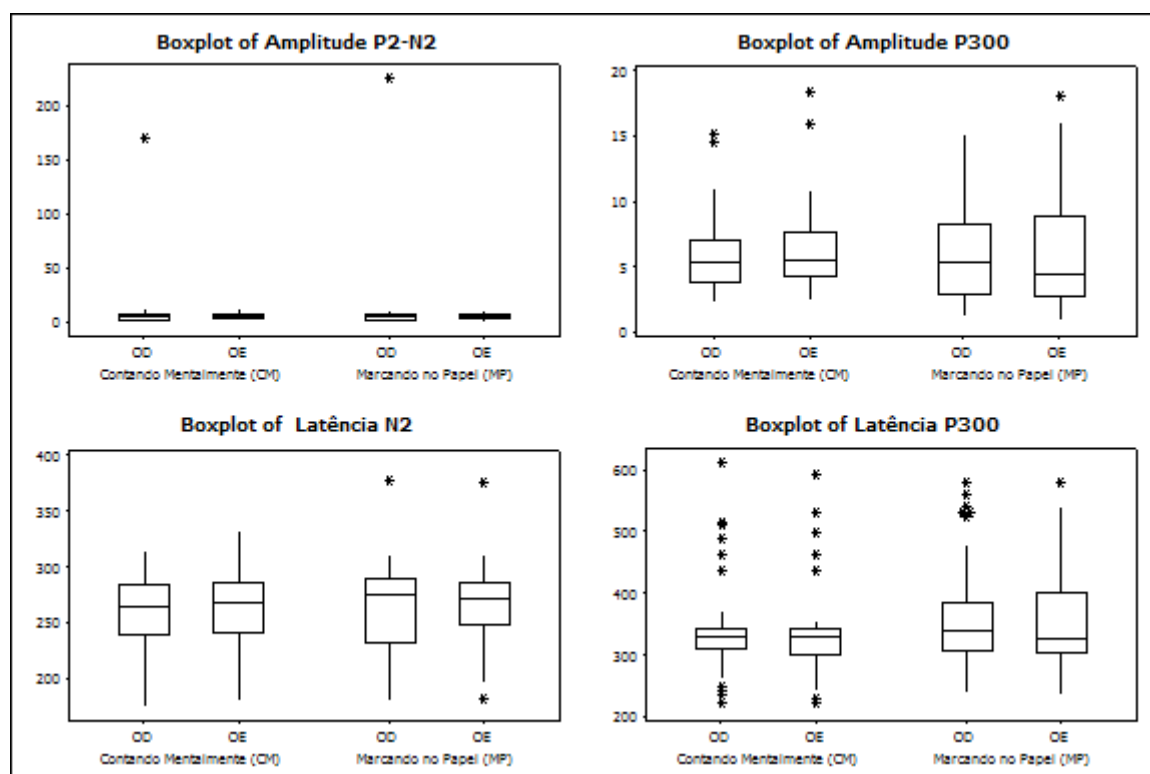 Boxplot of Amplitude P2-N2
200
150
100
50
0
OD OE OD OE
Contando Mentalmente (CM) Marcando no Papel (MP)
Boxplot of Amplitude P300
20
15
10
5
0
OD OE OD OE
Contando Mentalmente (CM) Marcando no Papel (MP)
Boxplot of Latência N2
400
350
300
250
200
OD OE OD OE
Contando Mentalmente (CM) Marcando no Papel (MP)
Boxplot of Latência P300
600
500
400
300
200
OD OE OD OE
Contando Mentalmente (CM) Marcando no Papel (MP)